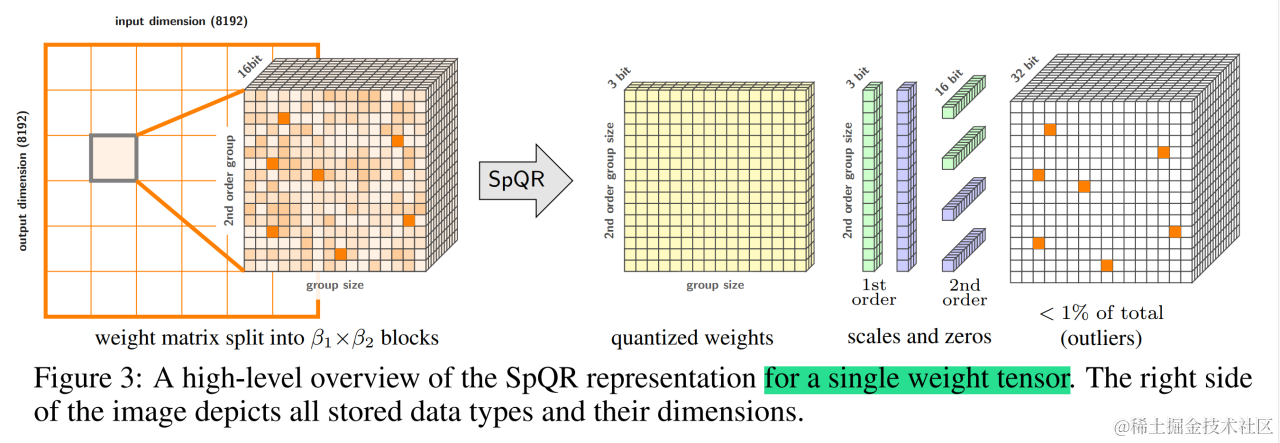 input dimension (8192)
output dimension (8192)
16bit
2nd order group
group size
weight matrix split into β₁×β₂ blocks
SpQR
3 bit
2nd order group size
group size
quantized weights
3 bit
2nd order group size
16 bit
1st
order
2nd
order
scales and zeros
32 bit
< 1% of total
(outliers)
Figure 3: A high-level overview of the SpQR representation for a single weight tensor. The right side
of the image depicts all stored data types and their dimensions.
@稀土掘金技术社区